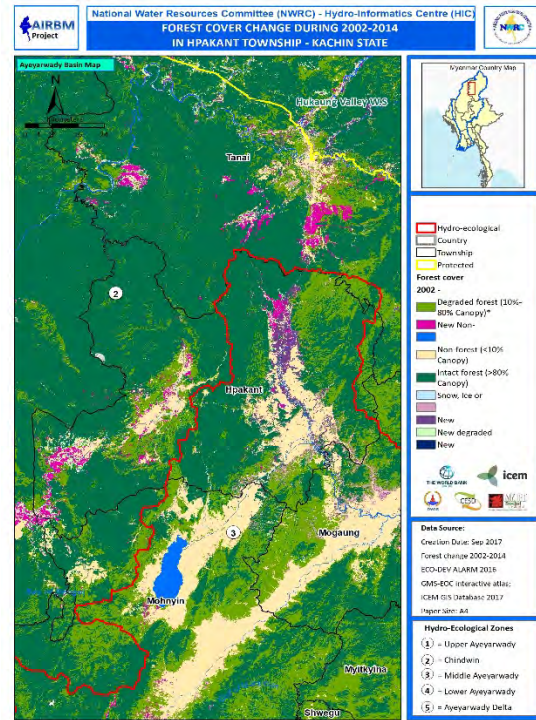 AIRBM
Project
National Water Resources Committee (NWRC) - Hydro-Informatics Centre (HIC)
FOREST COVER CHANGE DURING 2002-2014
IN HPAKANT TOWNSHIP - KACHIN STATE
NWRC
Ayeyarwady Basin Map
N
Hukaung Valley W.S
Tanai
2
Hpakant
3
Mogaung
Mohnyin
Myitkyina
Shwegu
Myanmar Country Map
Hydro-ecological
Country
Township
Protected
Forest cover
2002 -
Degraded forest (10%-
80% Canopy)*
New Non-
Non forest (<10%
Canopy)
Intact forest (>80%
Canopy)
Snow, Ice or
New
New degraded
New
THE WORLD BANK
icem
CESD
Data Source:
Creation Date: Sep 2017
Forest change 2002-2014
ECO-DEV ALARM 2016
GMS-EOC interactive atlas;
ICEM GIS Database 2017
Paper Size: A4
Hydro-Ecological Zones
1 = Upper Ayeyarwady
2 = Chindwin
3 = Middle Ayeyarwady
4 = Lower Ayeyarwady
5 = Ayeyarwady Delta